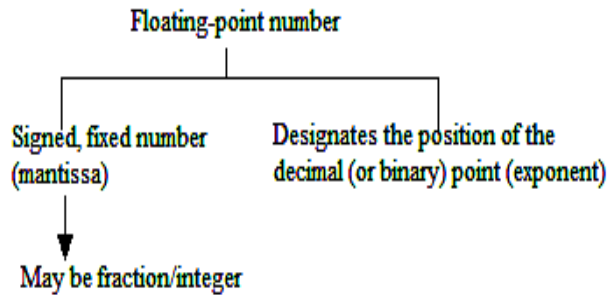 Floating-point number
Signed, fixed number
(mantissa)
Designates the position of the
decimal (or binary) point (exponent)
May be fraction/integer